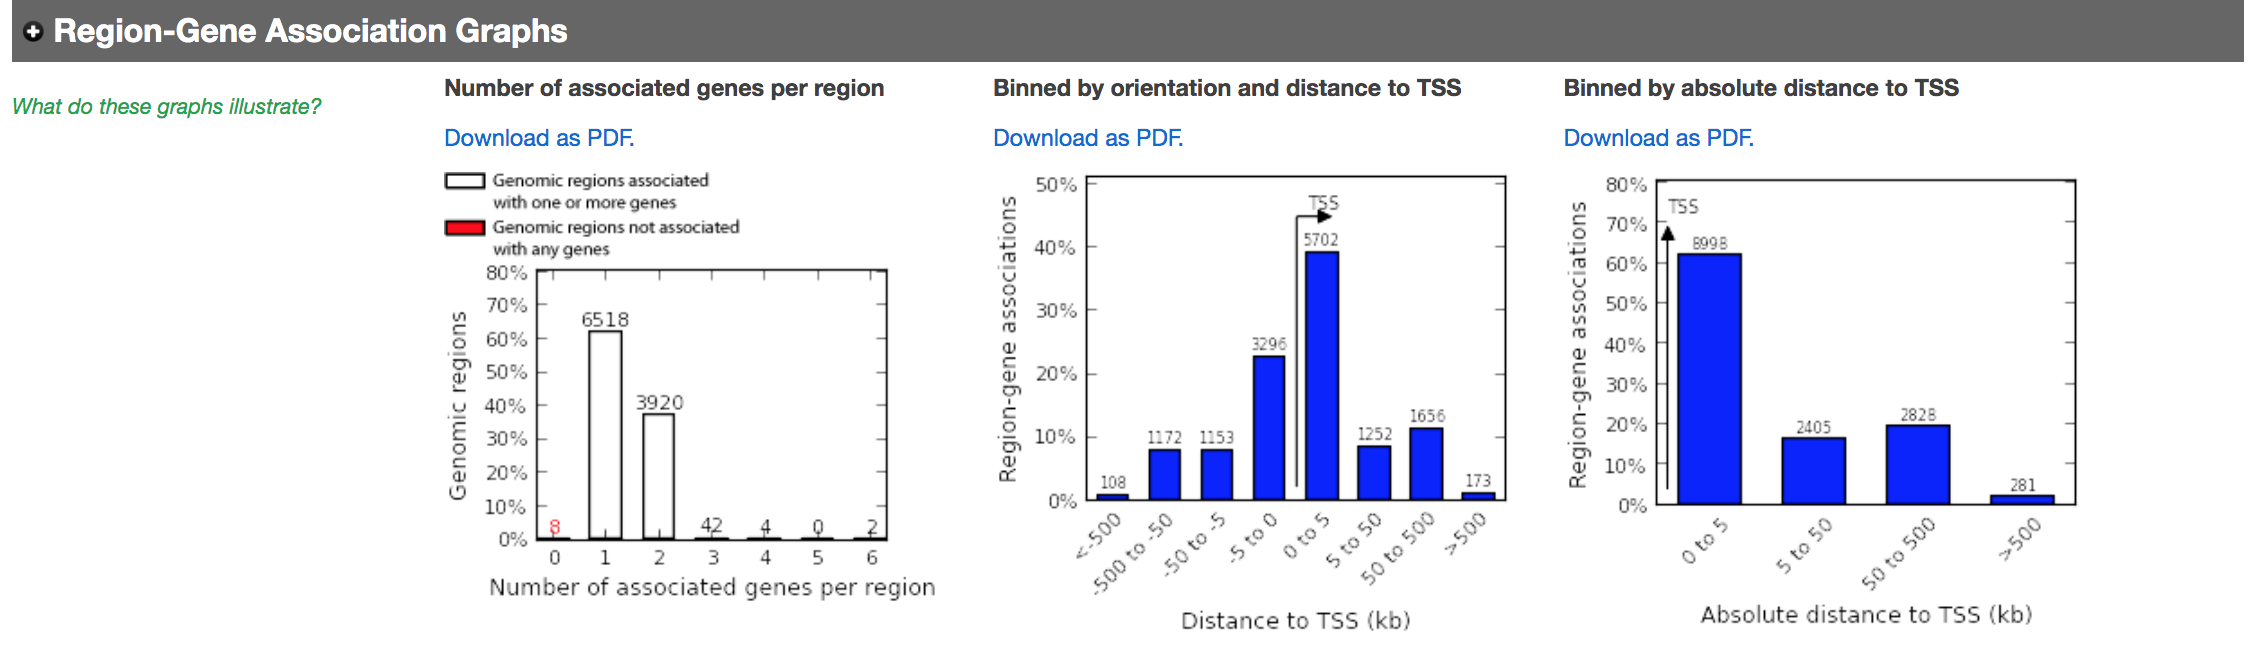 Region-Gene Association Graphs
What do these graphs illustrate?
Number of associated genes per region
Download as PDF.
Genomic regions associated
with one or more genes
Genomic regions not associated
with any genes
80%
70%
60%
50%
40%
30%
20%
10%
0%
Genomic regions
8
6518
3920
42
4
0
2
0
1
2
3
4
5
6
Number of associated genes per region
Binned by orientation and distance to TSS
Download as PDF.
50%
40%
30%
20%
10%
0%
Region-gene associations
TSS
108
1172
1153
3296
5702
1252
1656
173
<-500
-500 to -50
-50 to -5
-5 to 0
0 to 5
5 to 50
50 to 500
>500
Distance to TSS (kb)
Binned by absolute distance to TSS
Download as PDF.
80%
70%
60%
50%
40%
30%
20%
10%
0%
Region-gene associations
TSS
8998
2405
2828
281
0 to 5
5 to 50
50 to 500
>500
Absolute distance to TSS (kb)